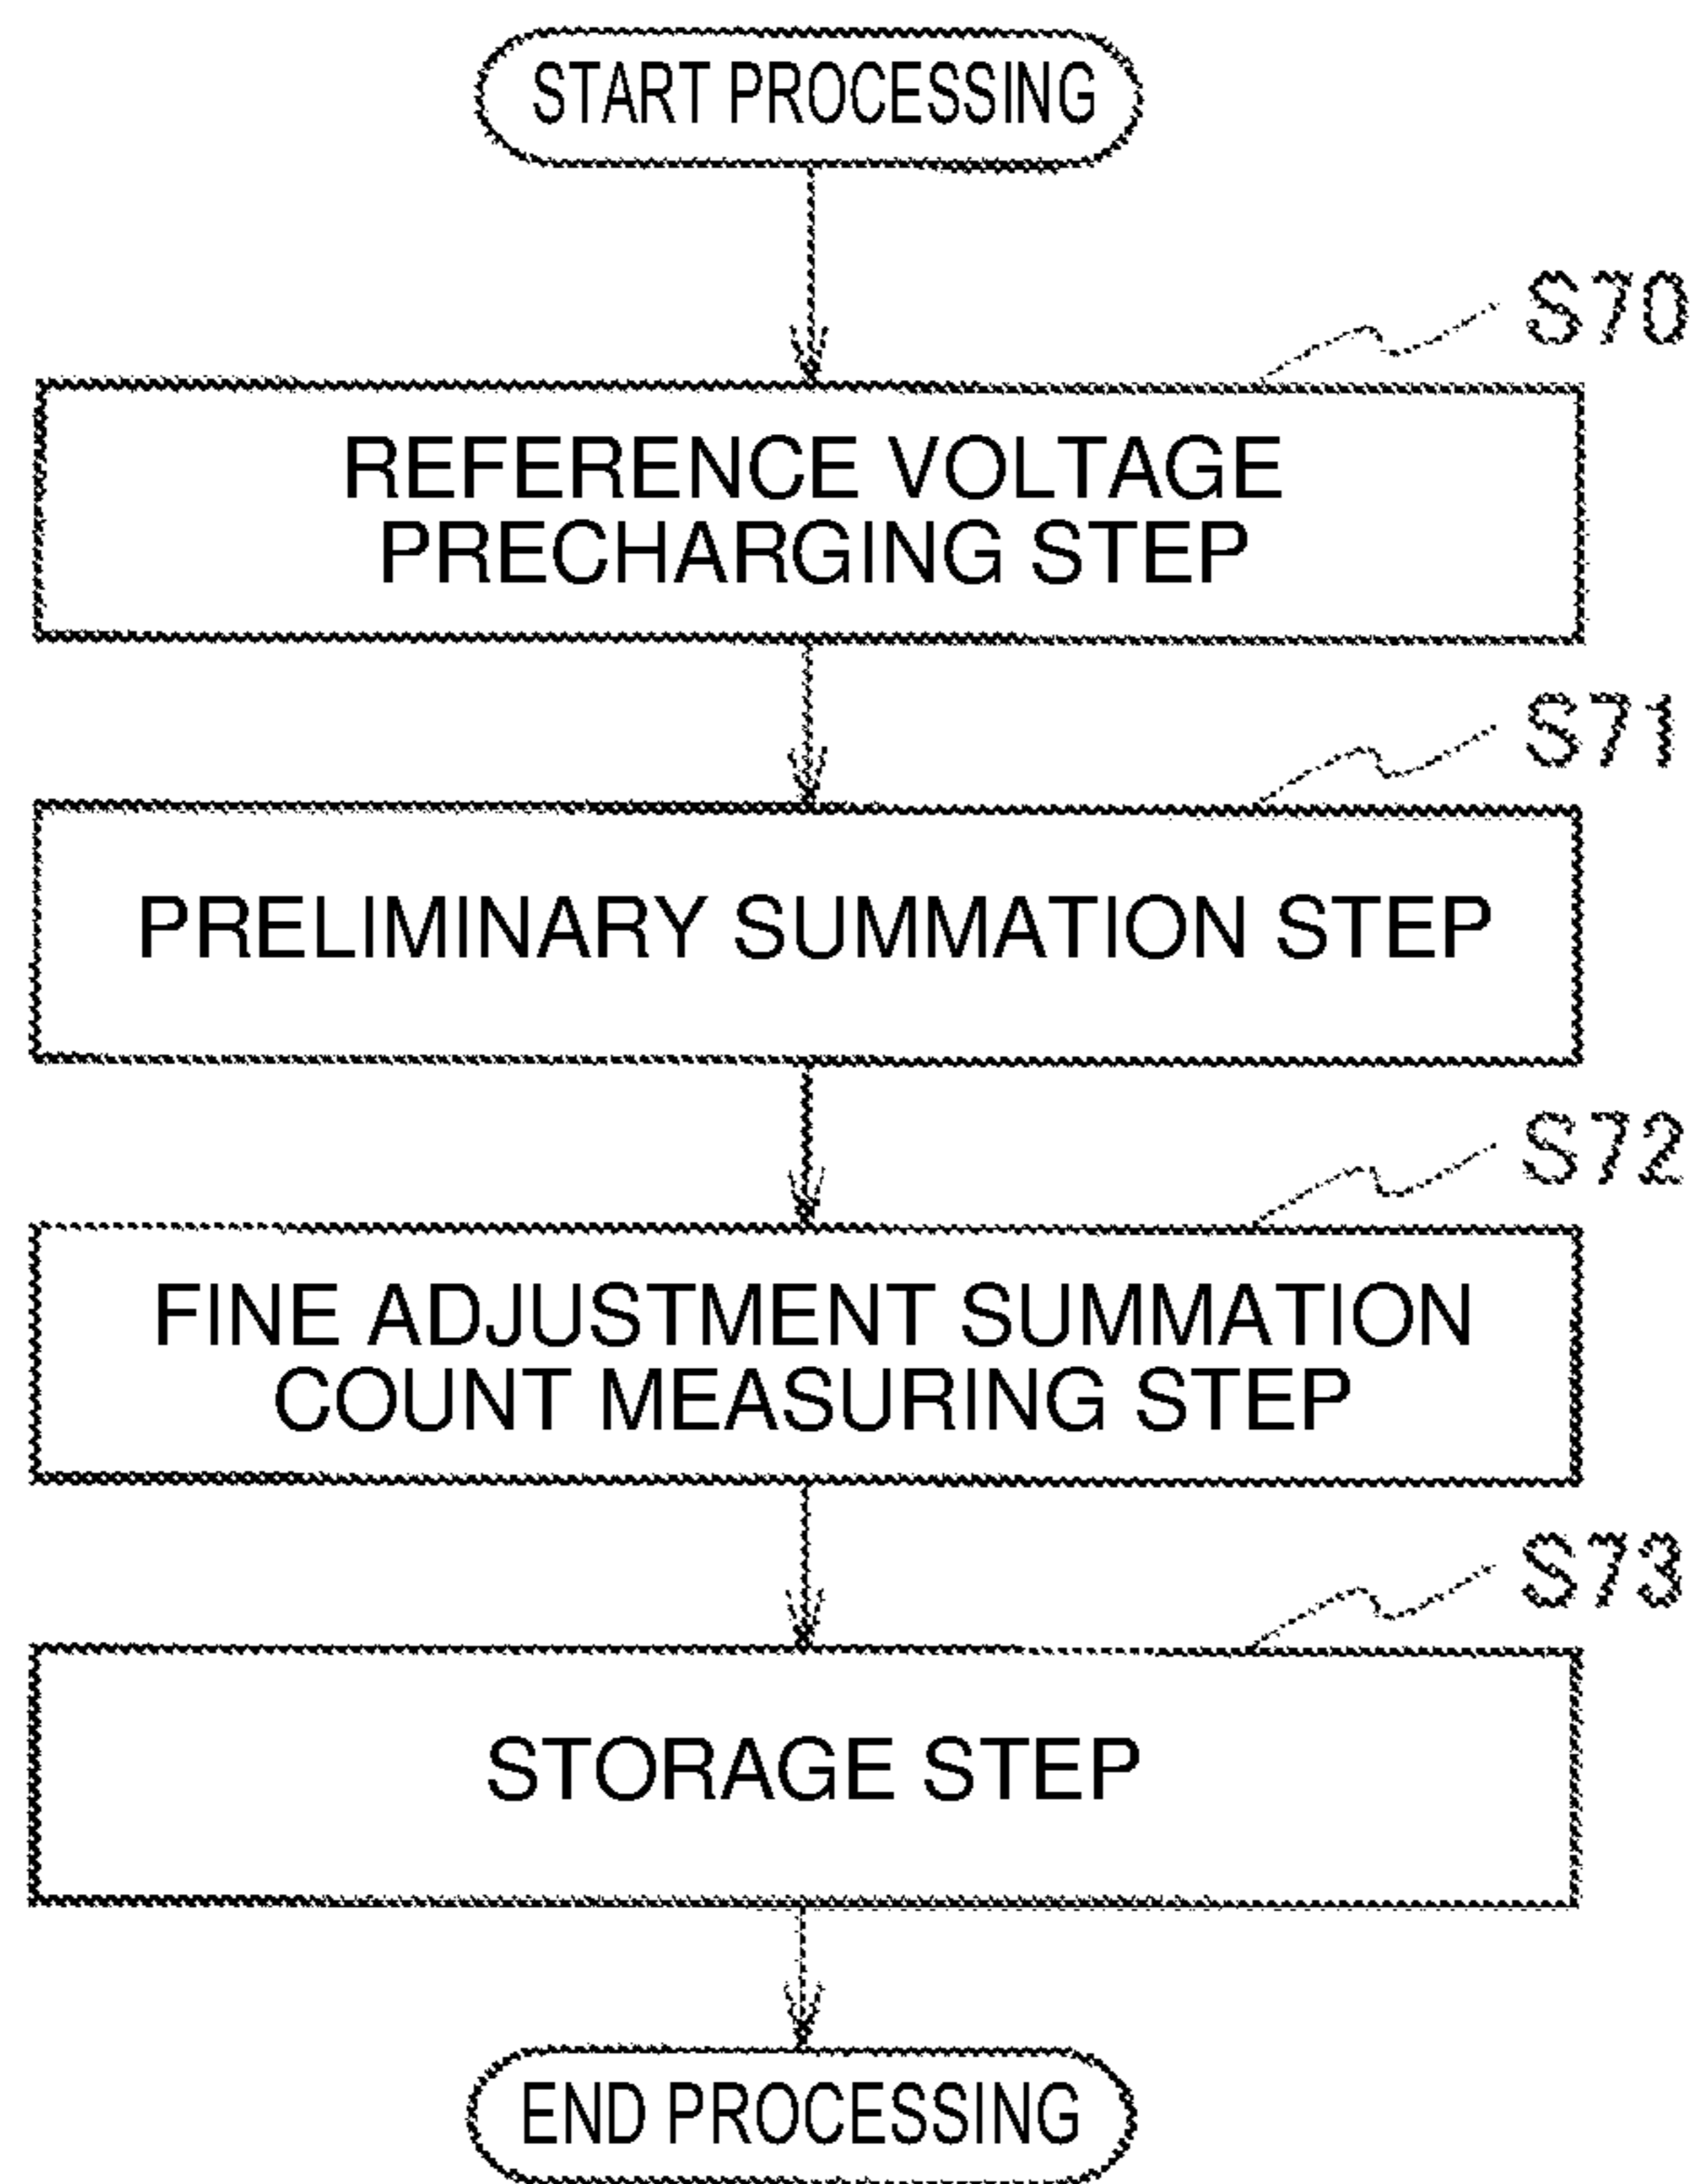 START PROCESSING
S70
REFERENCE VOLTAGE
PRECHARGING STEP
S71
PRELIMINARY SUMMATION STEP
S72
FINE ADJUSTMENT SUMMATION
COUNT MEASURING STEP
S73
STORAGE STEP
END PROCESSING